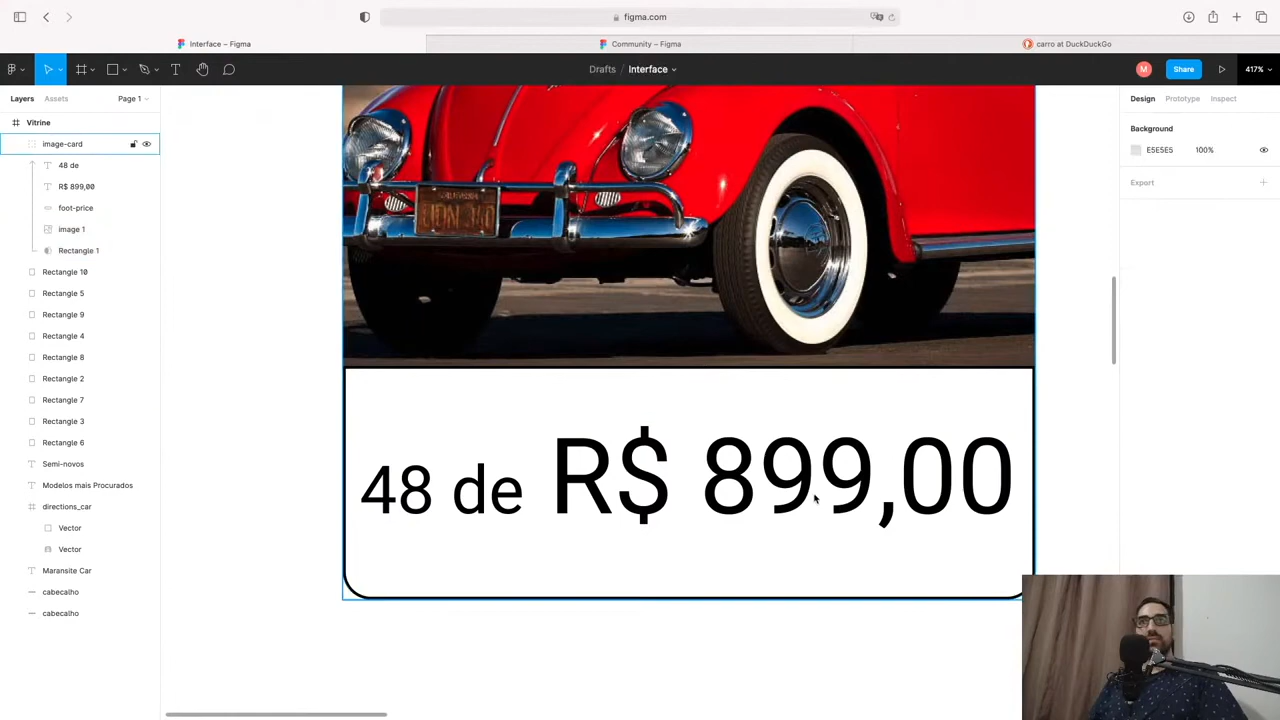 figma.com
Interface – Figma
Community – Figma
carro at DuckDuckGo
Drafts / Interface
M
Share
417%
Layers
Assets
Page 1
Design
Prototype
Inspect
Vitrine
image-card
48 de
R$ 899,00
foot-price
image 1
Rectangle 1
Rectangle 10
Rectangle 5
Rectangle 9
Rectangle 4
Rectangle 8
Rectangle 2
Rectangle 7
Rectangle 3
Rectangle 6
Semi-novos
Modelos mais Procurados
directions_car
Vector
Vector
Maransite Car
cabecalho
cabecalho
Background
E5E5E5
100%
Export
48 de R$ 899,00